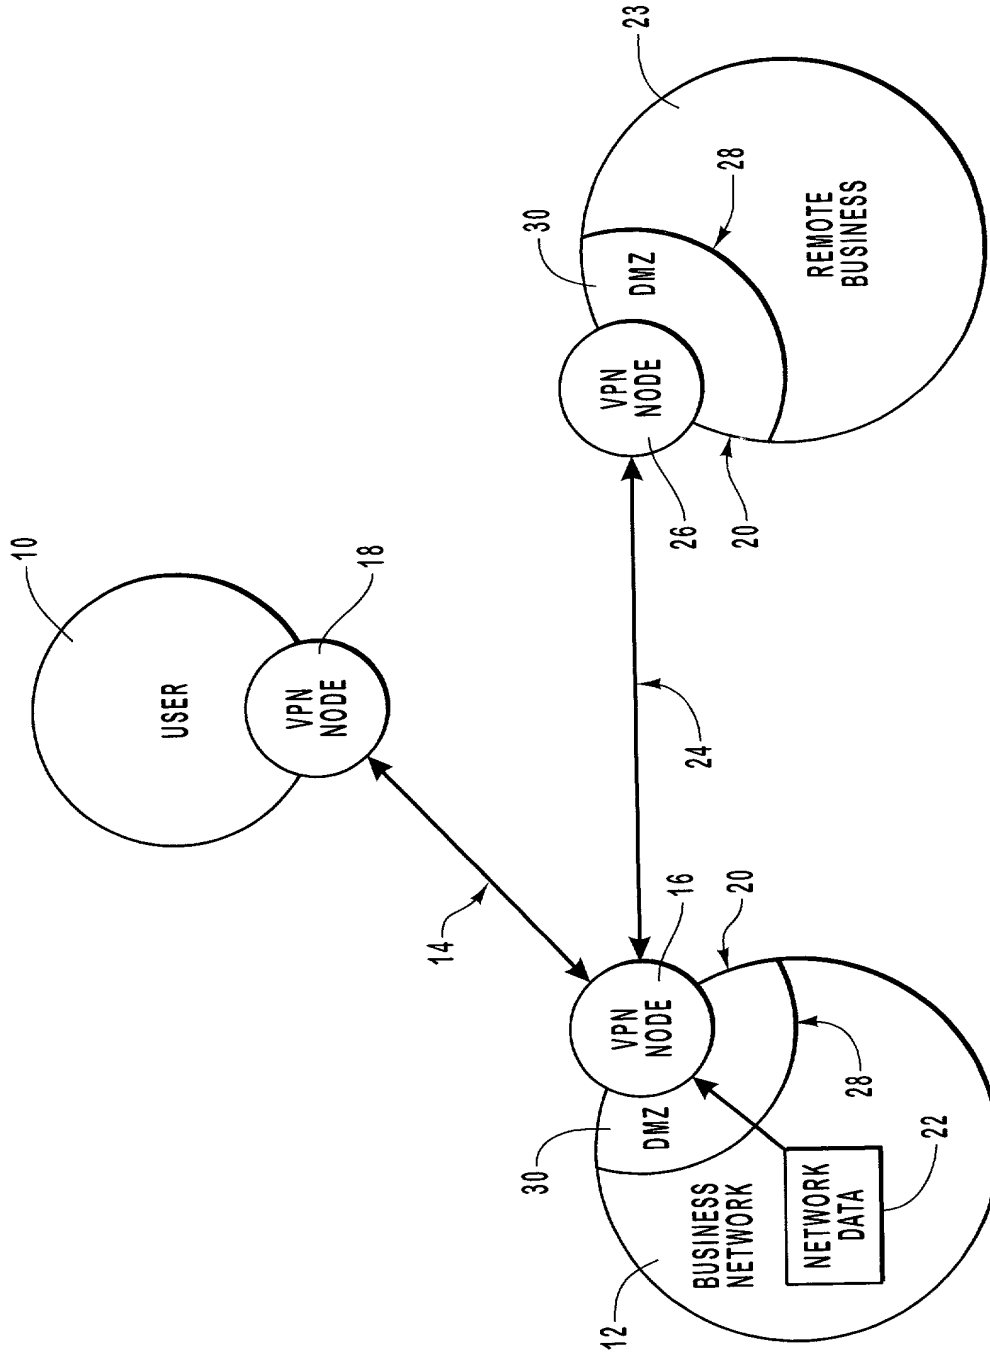 10
USER
VPN
NODE
18
14
24
12
BUSINESS
NETWORK
30
DMZ
VPN
NODE
16
20
28
NETWORK
DATA
22
VPN
NODE
26
20
30
DMZ
28
23
REMOTE
BUSINESS